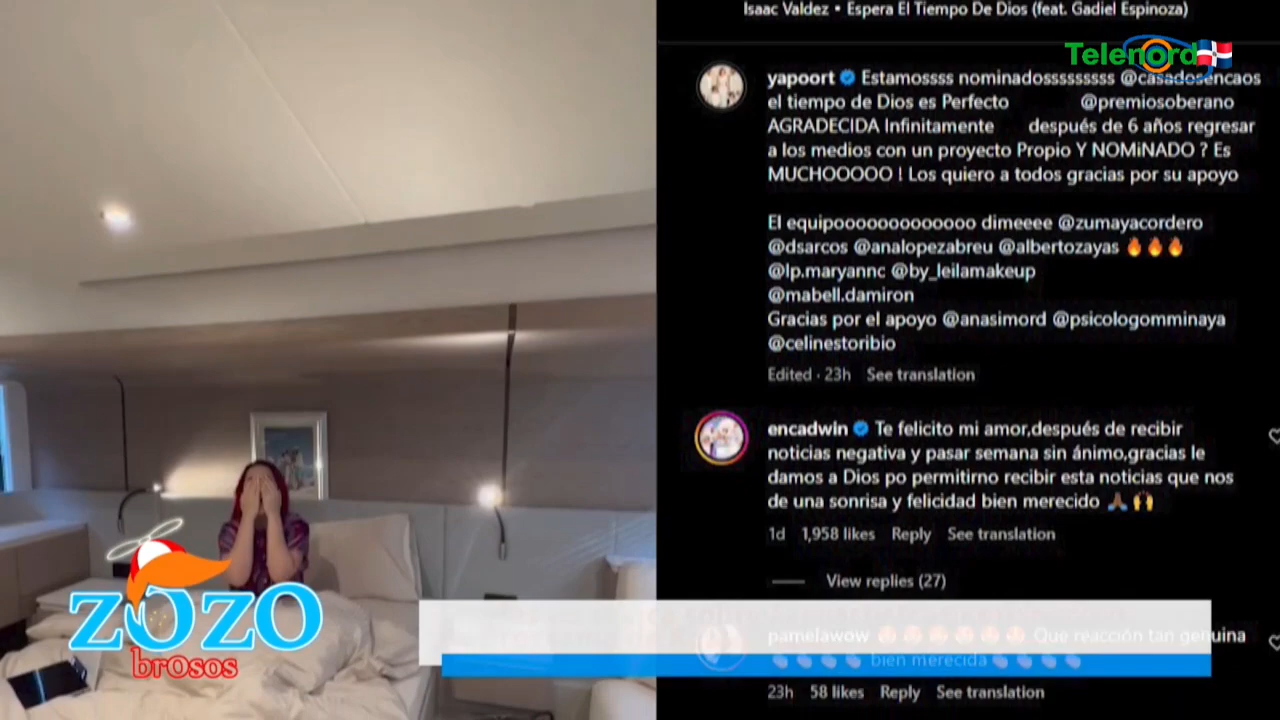 Isaac Valdez • Espera El Tiempo De Dios (feat. Gadiel Espinoza)
Telenord
yapoort Estamossss nominadosssssssss @casadosencaos
el tiempo de Dios es Perfecto @premiosoberano
AGRADECIDA Infinitamente después de 6 años regresar
a los medios con un proyecto Propio Y NOMiNADO ? Es
MUCHOOOOO ! Los quiero a todos gracias por su apoyo
El equipooooooooooooo dimeeee @zumayacordero
@dsarcos @analopezabreu @albertozayas 🔥🔥🔥
@lp.maryannc @by_leilamakeup
@mabell.damiron
Gracias por el apoyo @anasimord @psicologomminaya
@celinestoribio
Edited · 23h See translation
encadwin Te felicito mi amor,después de recibir
noticias negativa y pasar semana sin ánimo,gracias le
damos a Dios po permitirno recibir esta noticias que nos
de una sonrisa y felicidad bien merecido 🙏🏾🙌
1d 1,958 likes Reply See translation
View replies (27)
pamelawow Que reacción tan genuina
bien merecida
23h 58 likes Reply See translation
zozo
brosos